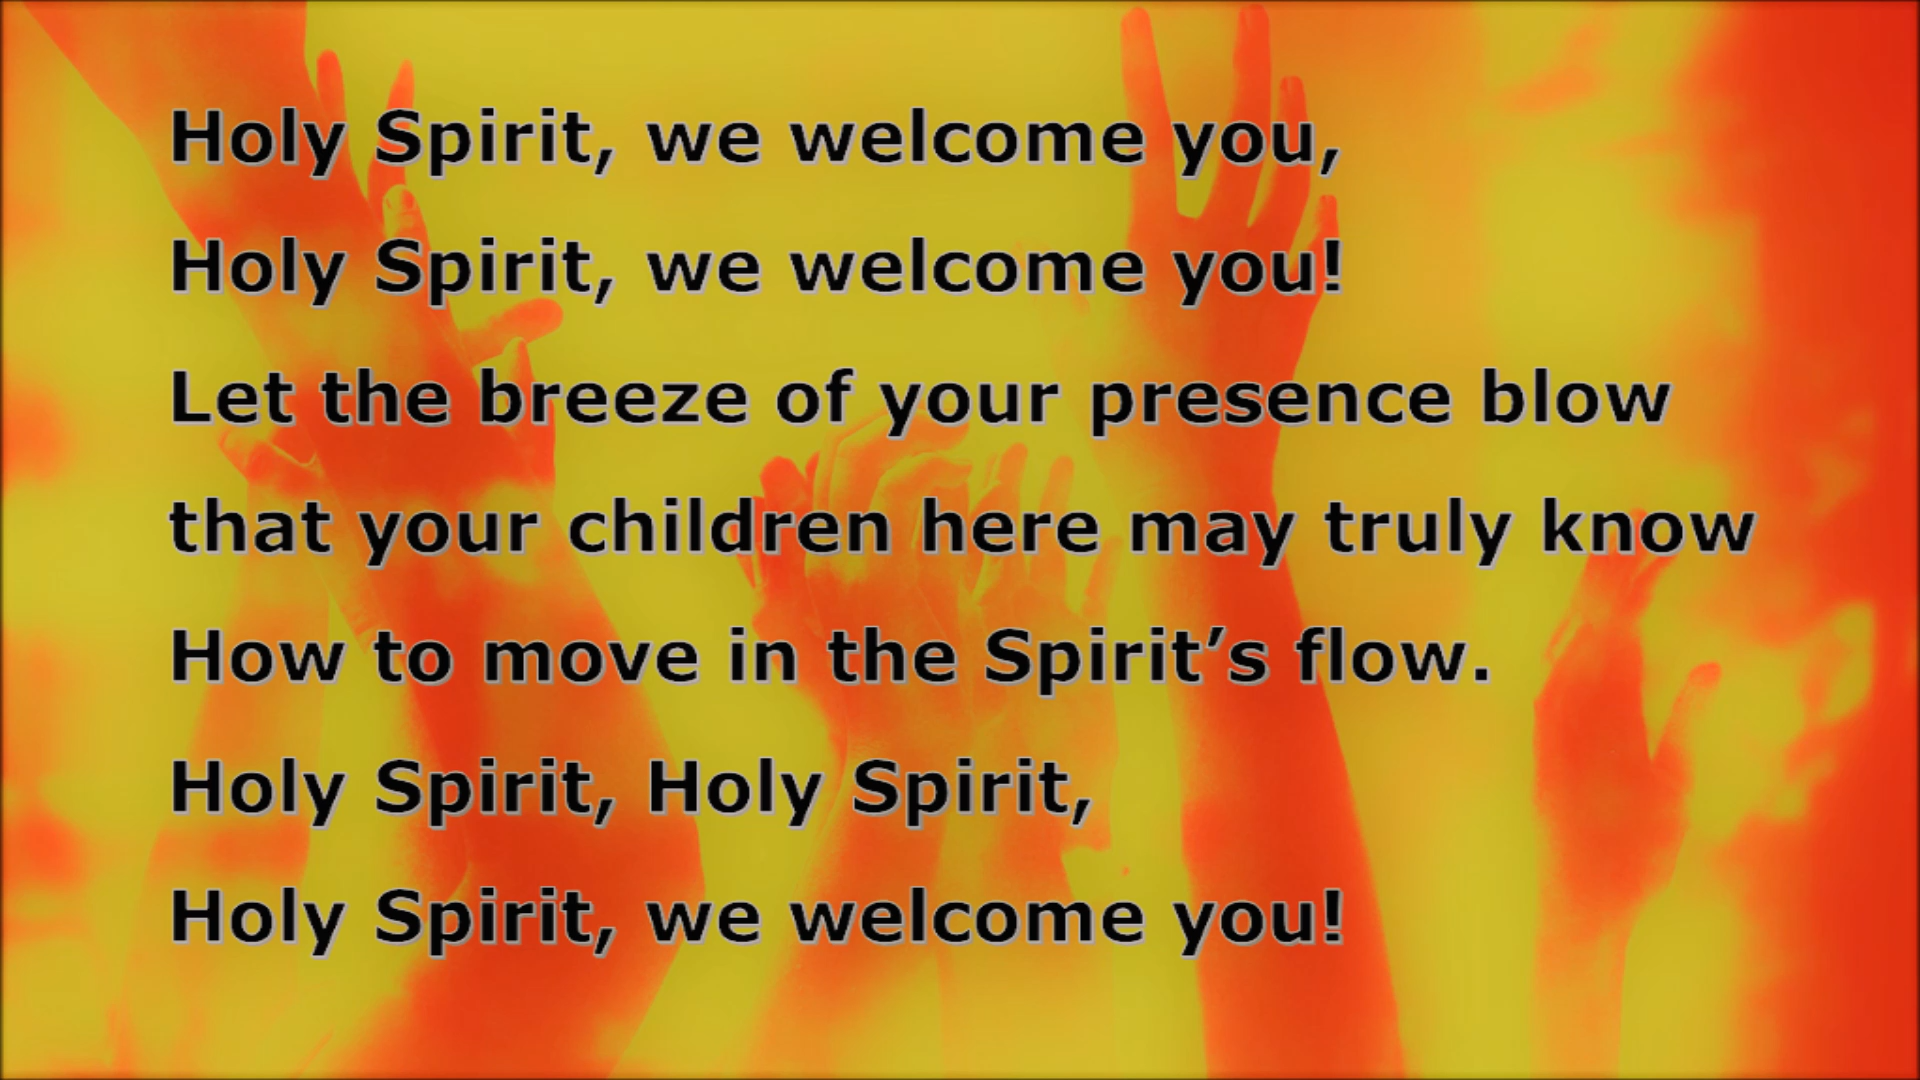 Holy Spirit, we welcome you,
Holy Spirit, we welcome you!
Let the breeze of your presence blow
that your children here may truly know
How to move in the Spirit’s flow.
Holy Spirit, Holy Spirit,
Holy Spirit, we welcome you!